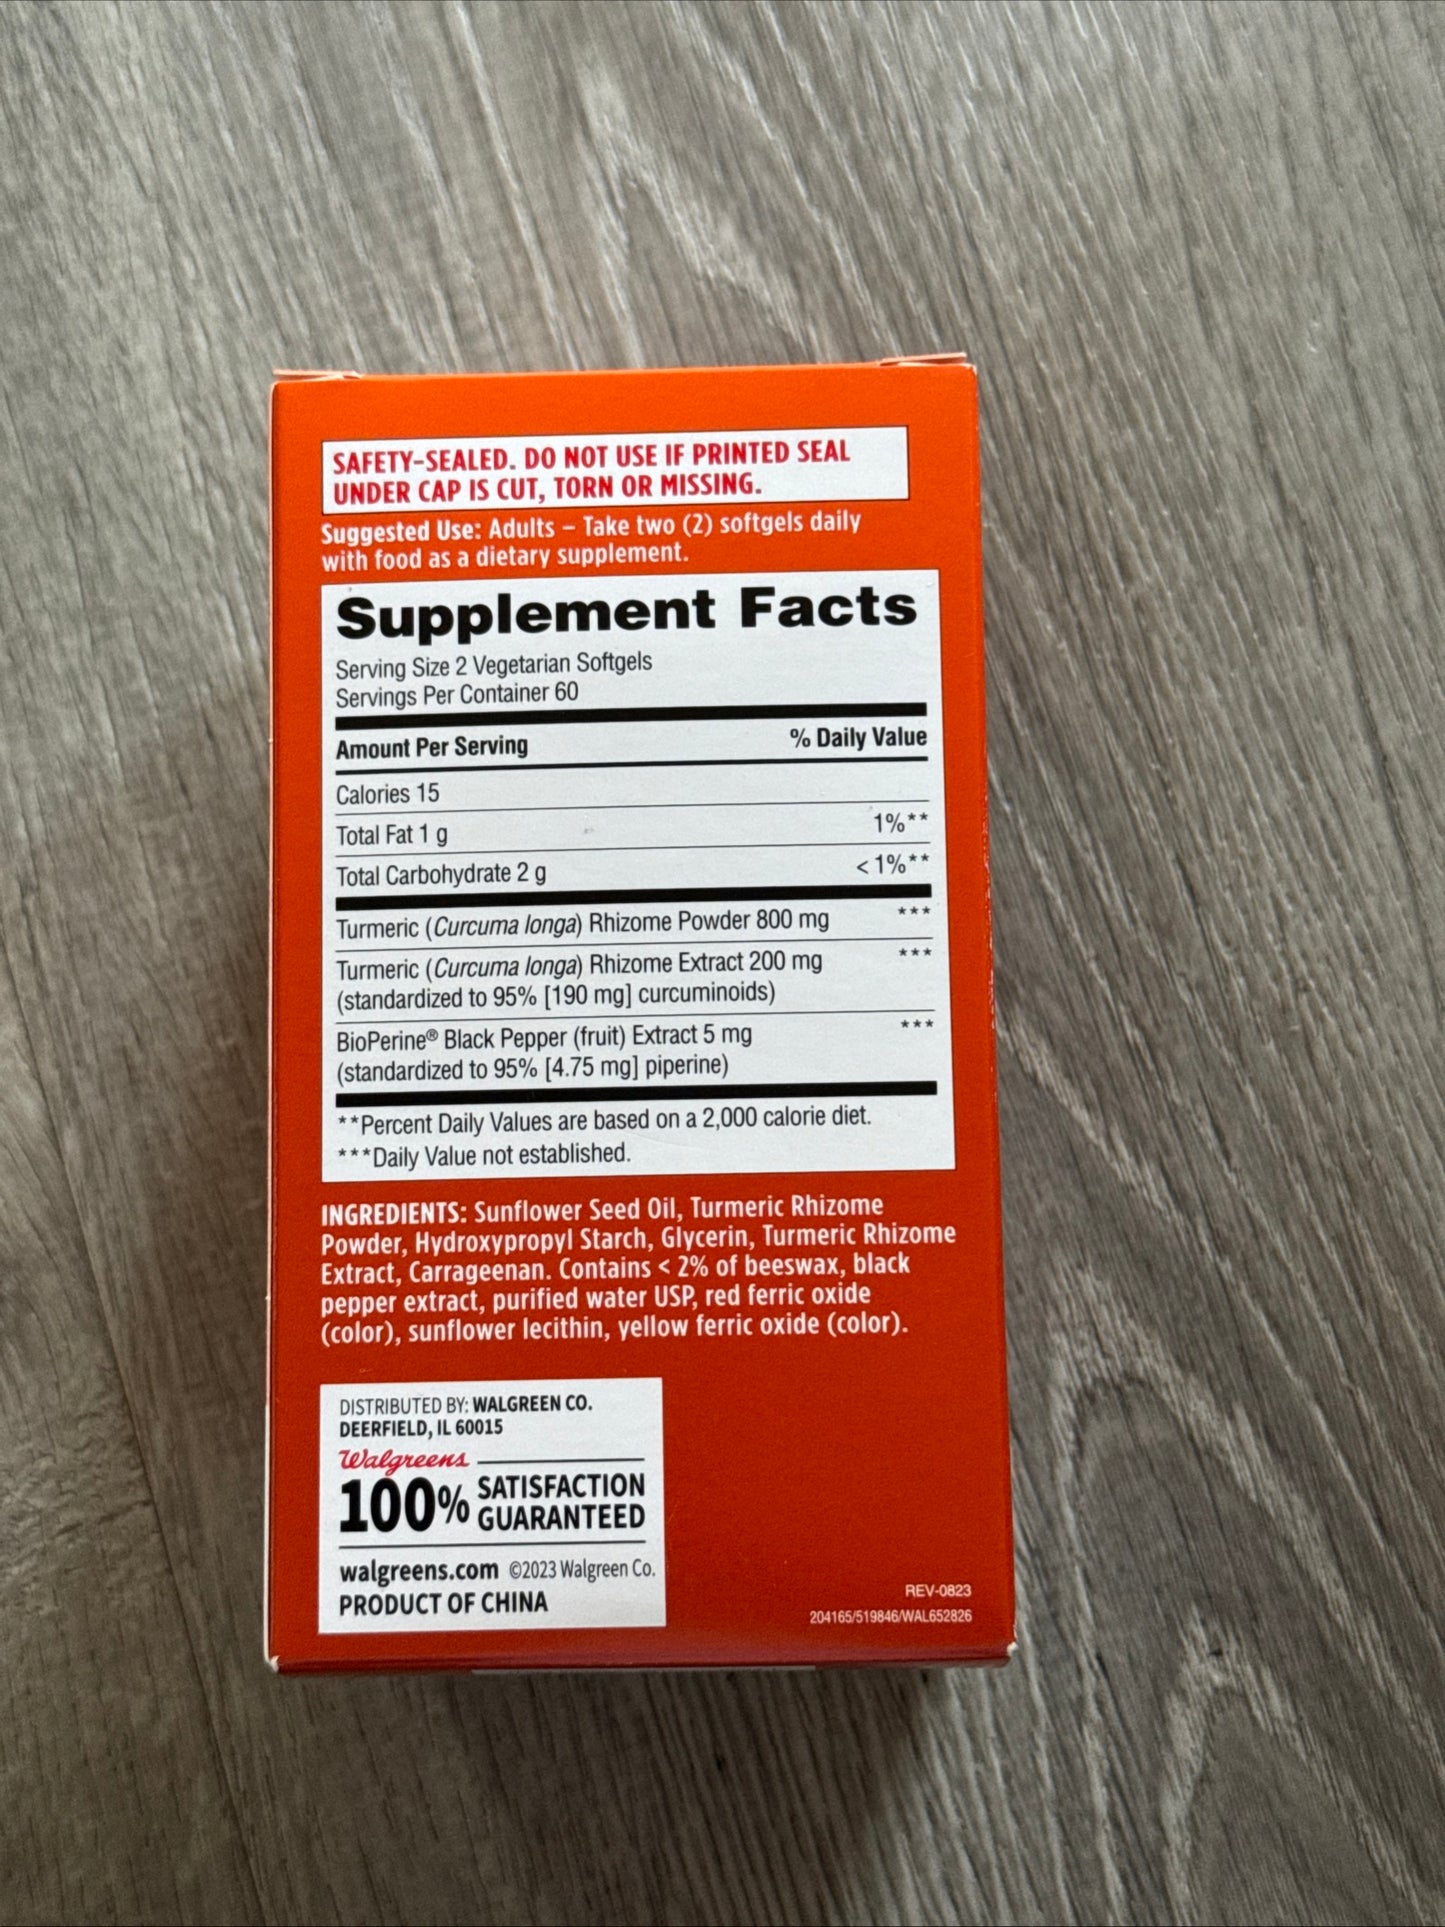 SAFETY-SEALED. DO NOT USE IF PRINTED SEAL
UNDER CAP IS CUT, TORN OR MISSING.
Suggested Use: Adults – Take two (2) softgels daily
with food as a dietary supplement.
Supplement Facts
Serving Size 2 Vegetarian Softgels
Servings Per Container 60
Amount Per Serving % Daily Value
Calories 15
Total Fat 1 g 1%**
Total Carbohydrate 2 g <1%**
Turmeric (Curcuma longa) Rhizome Powder 800 mg ***
Turmeric (Curcuma longa) Rhizome Extract 200 mg ***
(standardized to 95% [190 mg] curcuminoids)
BioPerine® Black Pepper (fruit) Extract 5 mg ***
(standardized to 95% [4.75 mg] piperine)
**Percent Daily Values are based on a 2,000 calorie diet.
***Daily Value not established.
INGREDIENTS: Sunflower Seed Oil, Turmeric Rhizome
Powder, Hydroxypropyl Starch, Glycerin, Turmeric Rhizome
Extract, Carrageenan. Contains < 2% of beeswax, black
pepper extract, purified water USP, red ferric oxide
(color), sunflower lecithin, yellow ferric oxide (color).
DISTRIBUTED BY: WALGREEN CO.
DEERFIELD, IL 60015
Walgreens
100% SATISFACTION
GUARANTEED
walgreens.com ©2023 Walgreen Co.
PRODUCT OF CHINA
REV-0823
204165/519846/WAL652826